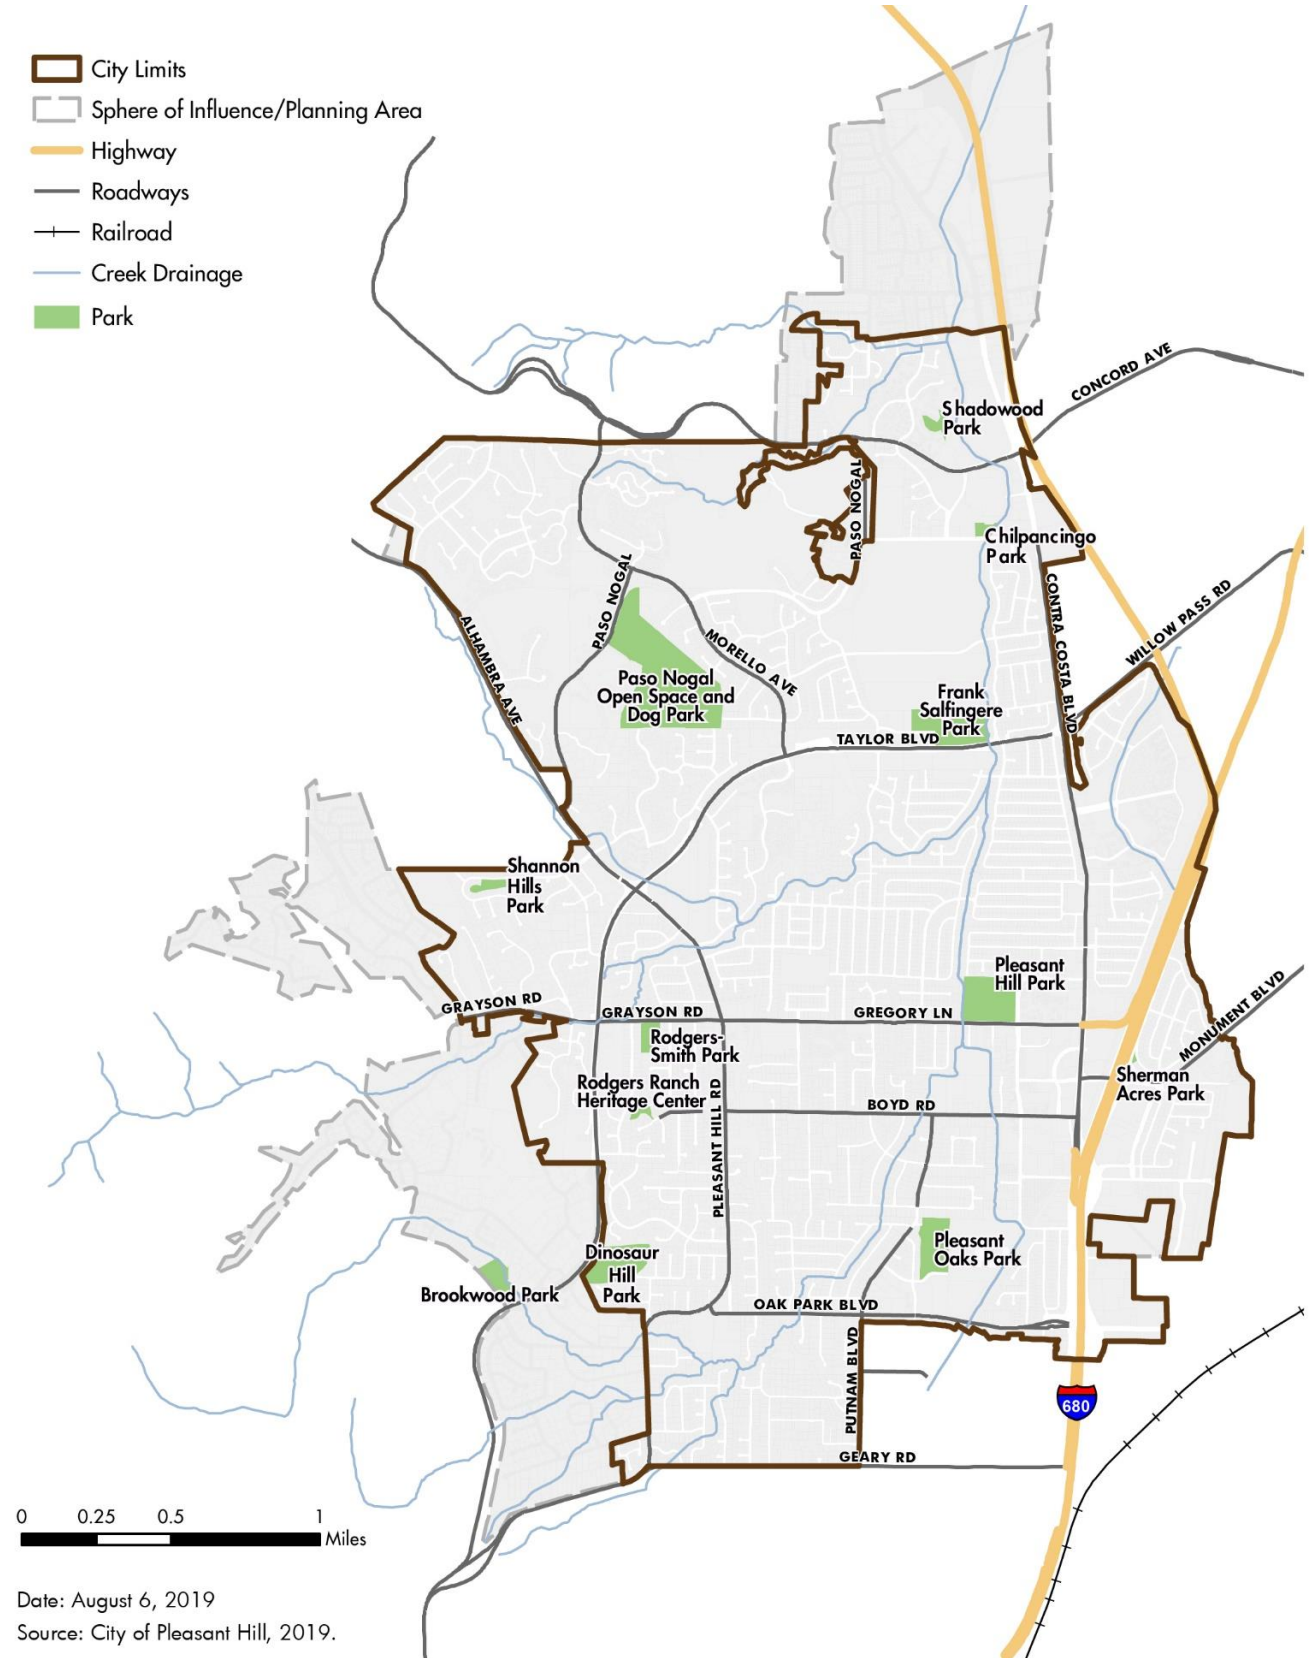 City Limits
Sphere of Influence/Planning Area
Highway
Roadways
Railroad
Creek Drainage
Park
CONCORD AVE
Shadowood
Park
PASO NOGAL
Chilpancingo
Park
CONTRA COSTA BLVD
WILLOW PASS RD
PASO NOGAL
ALHAMBRA AVE
MORELLO AVE
Paso Nogal
Open Space and
Dog Park
Frank
Salfingere
Park
TAYLOR BLVD
Shannon
Hills
Park
Pleasant
Hill Park
GRAYSON RD
GRAYSON RD
GREGORY LN
MONUMENT BLVD
Rodgers-
Smith Park
Sherman
Acres Park
Rodgers Ranch
Heritage Center
BOYD RD
PLEASANT HILL RD
Pleasant
Oaks Park
Dinosaur
Hill
Park
Brookwood Park
OAK PARK BLVD
PUTNAM BLVD
680
GEARY RD
0 0.25 0.5 1
Miles
Date: August 6, 2019
Source: City of Pleasant Hill, 2019.